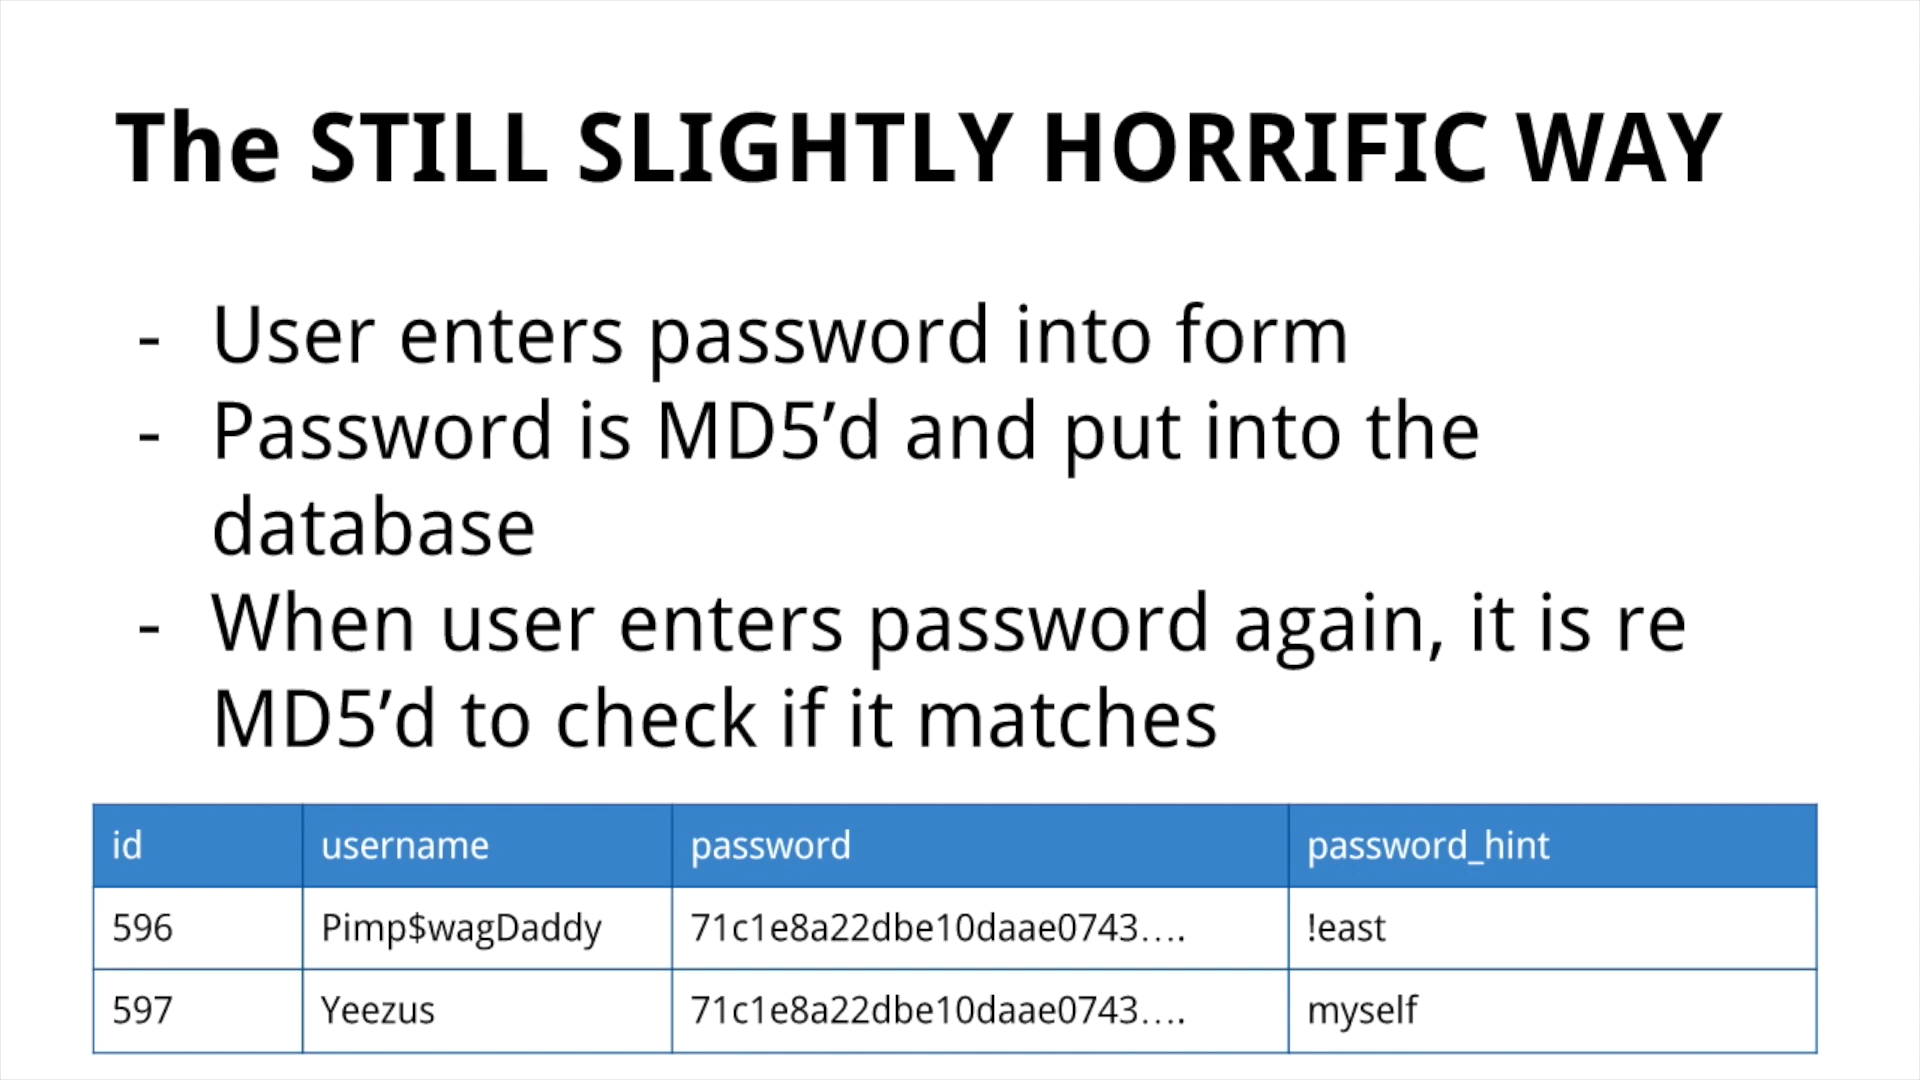 The STILL SLIGHTLY HORRIFIC WAY
- User enters password into form
- Password is MD5’d and put into the
database
- When user enters password again, it is re
MD5’d to check if it matches
id username password password_hint
596 Pimp$wagDaddy 71c1e8a22dbe10daae0743…. !east
597 Yeezus 71c1e8a22dbe10daae0743…. myself